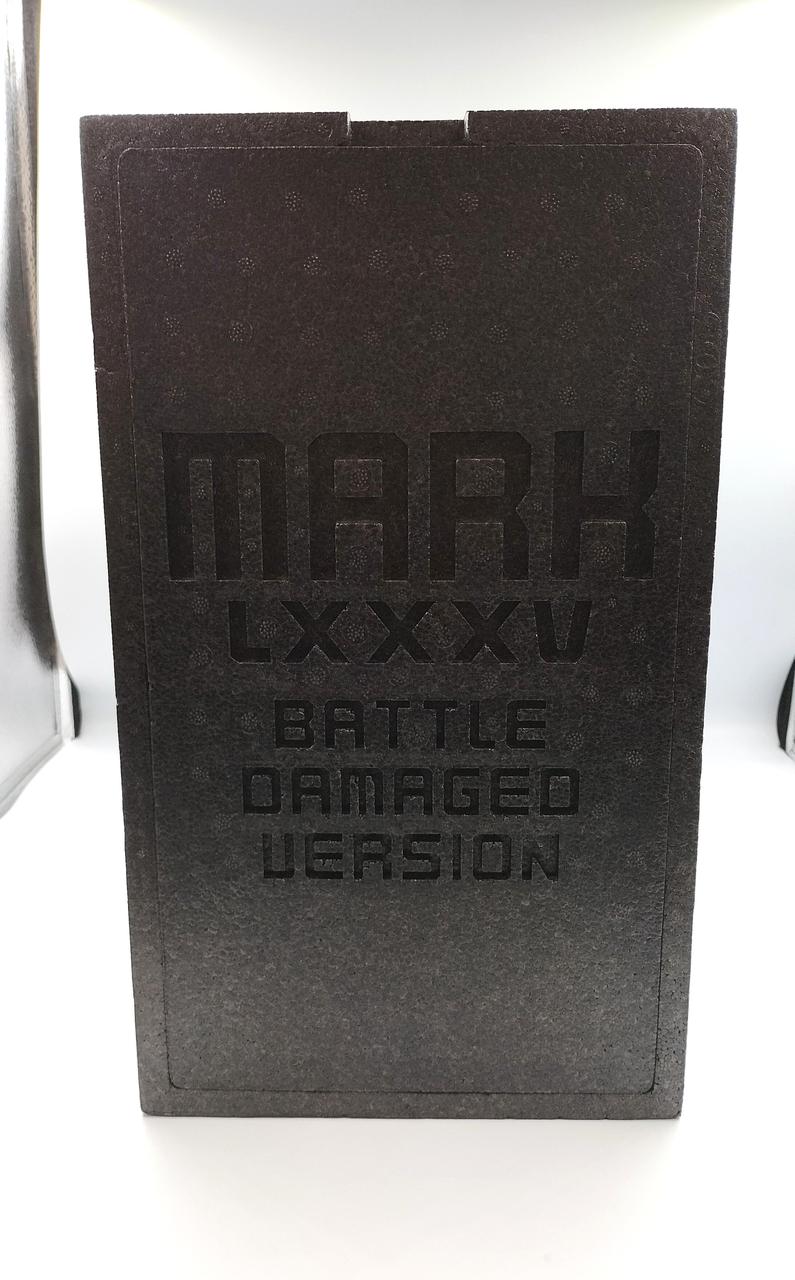 MARK
LXXXV
BATTLE
DAMAGED
VERSION